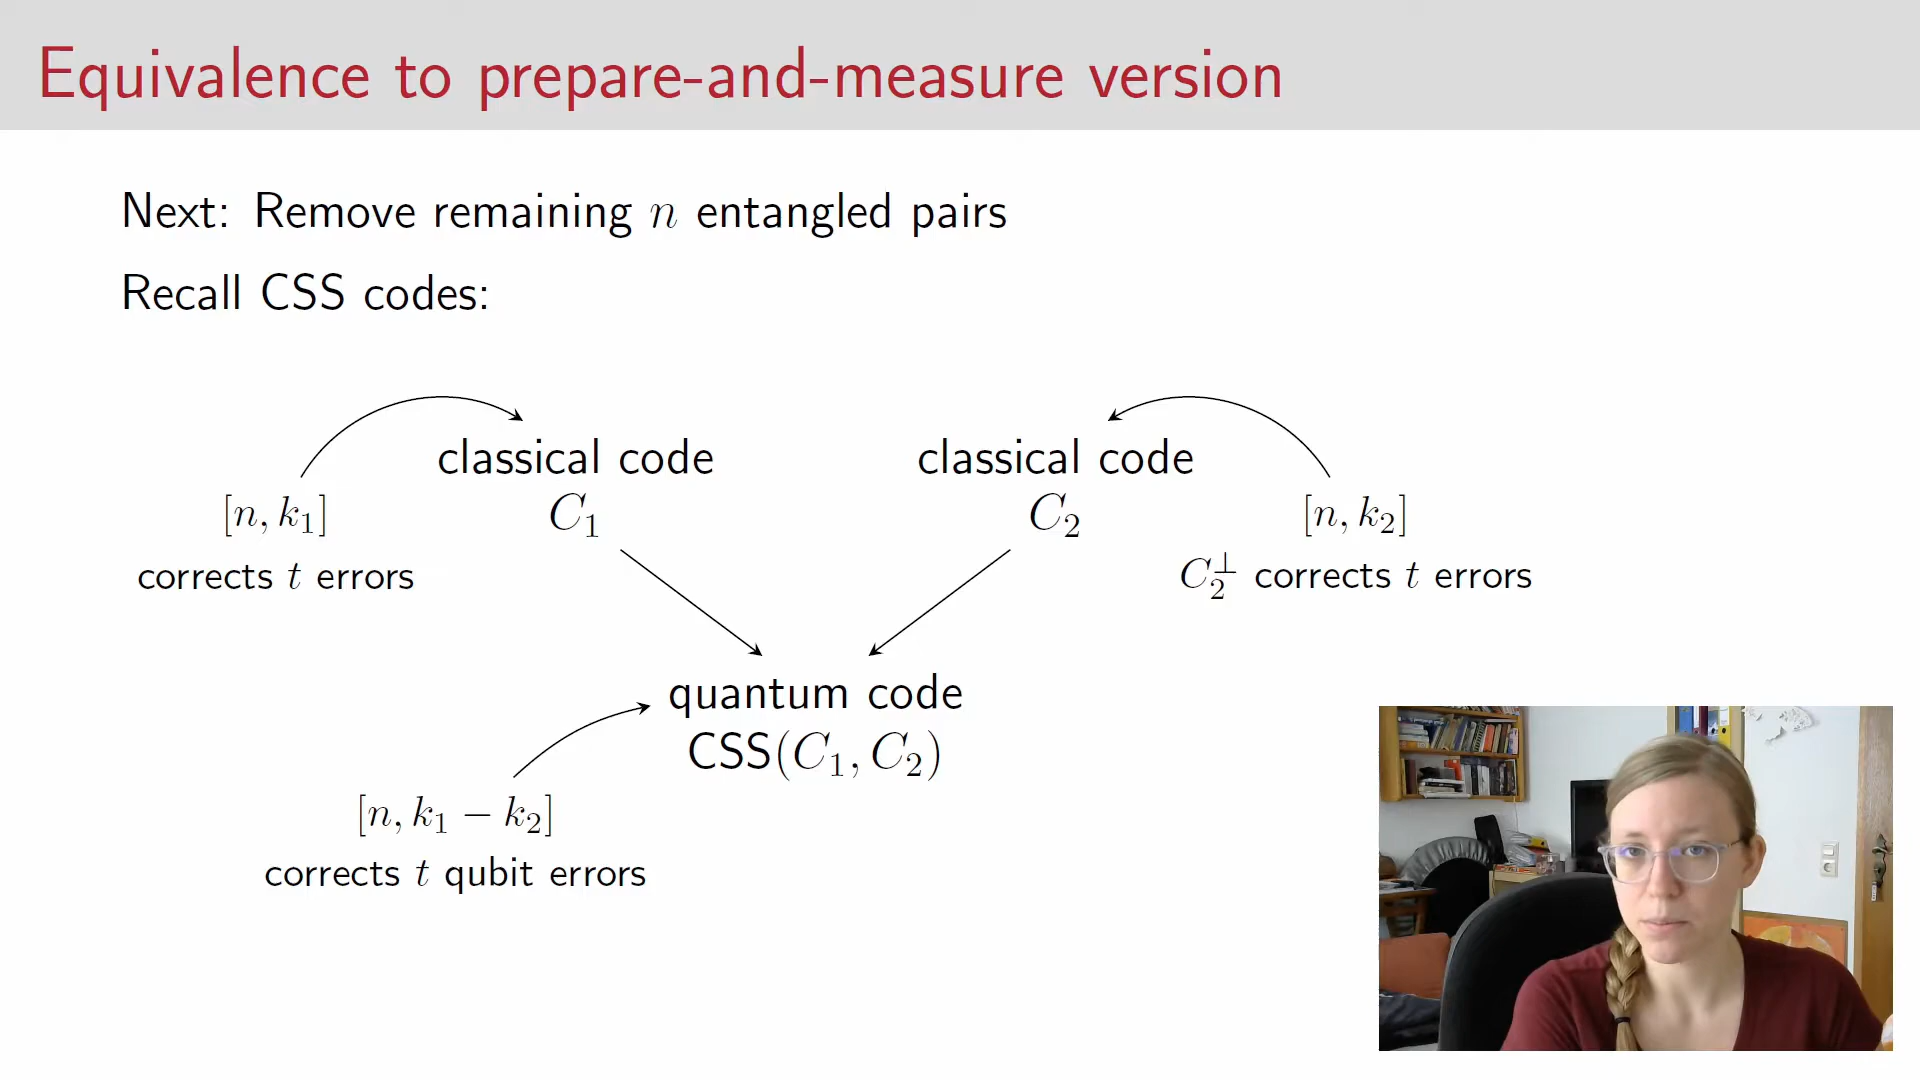 Equivalence to prepare-and-measure version
Next: Remove remaining n entangled pairs
Recall CSS codes:
classical code
C₁
classical code
C₂
[n, k₁]
corrects t errors
[n, k₂]
C₂^⊥ corrects t errors
quantum code
CSS(C₁, C₂)
[n, k₁ − k₂]
corrects t qubit errors